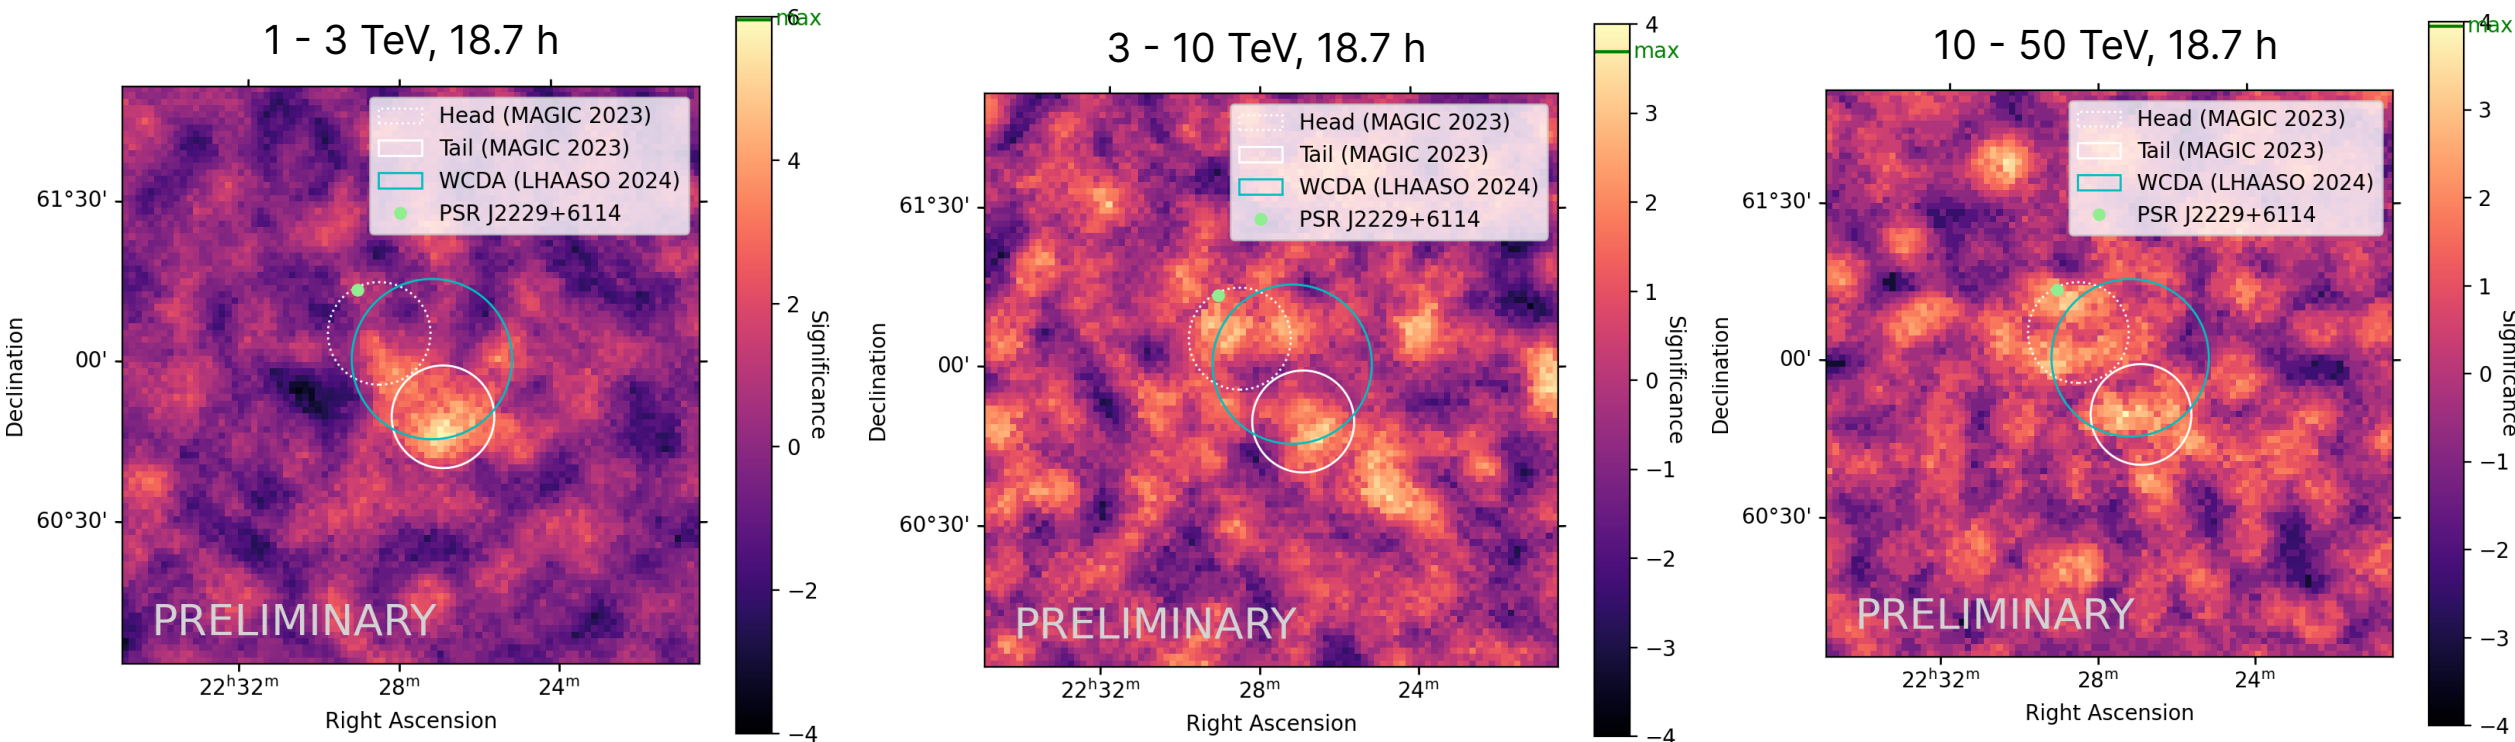 1 - 3 TeV, 18.7 h
Head (MAGIC 2023)
Tail (MAGIC 2023)
WCDA (LHAASO 2024)
PSR J2229+6114
61°30'
00'
60°30'
Declination
PRELIMINARY
22ʰ32ᵐ 28ᵐ 24ᵐ
Right Ascension
6
max
4
2
0
−2
−4
Significance
3 - 10 TeV, 18.7 h
Head (MAGIC 2023)
Tail (MAGIC 2023)
WCDA (LHAASO 2024)
PSR J2229+6114
61°30'
00'
60°30'
Declination
PRELIMINARY
22ʰ32ᵐ 28ᵐ 24ᵐ
Right Ascension
4
max
3
2
1
0
−1
−2
−3
−4
Significance
10 - 50 TeV, 18.7 h
Head (MAGIC 2023)
Tail (MAGIC 2023)
WCDA (LHAASO 2024)
PSR J2229+6114
61°30'
00'
60°30'
Declination
PRELIMINARY
22ʰ32ᵐ 28ᵐ 24ᵐ
Right Ascension
4
max
3
2
1
0
−1
−2
−3
−4
Significance